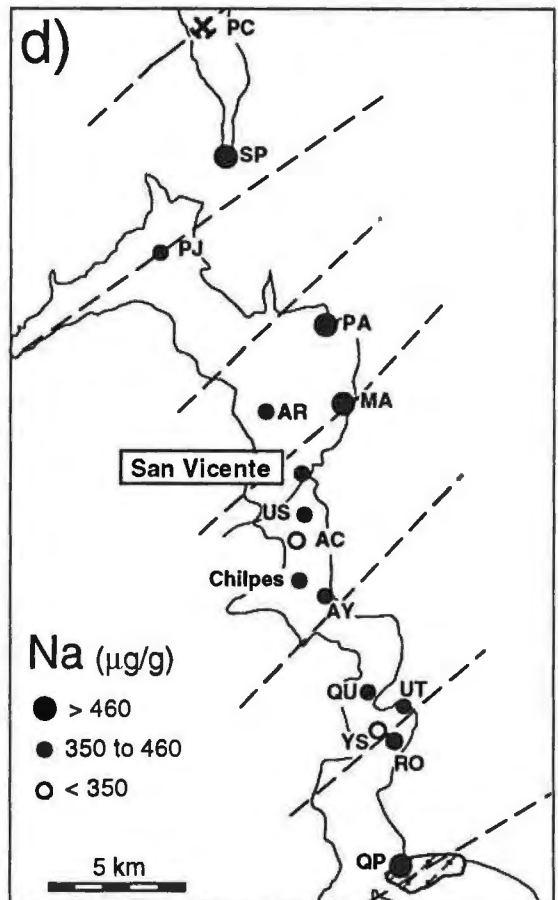 d)
PC
SP
PJ
PA
AR
MA
San Vicente
US
AC
Chilpes
AY
Na (µg/g)
> 460
350 to 460
< 350
QU
UT
YS
RO
QP
5 km